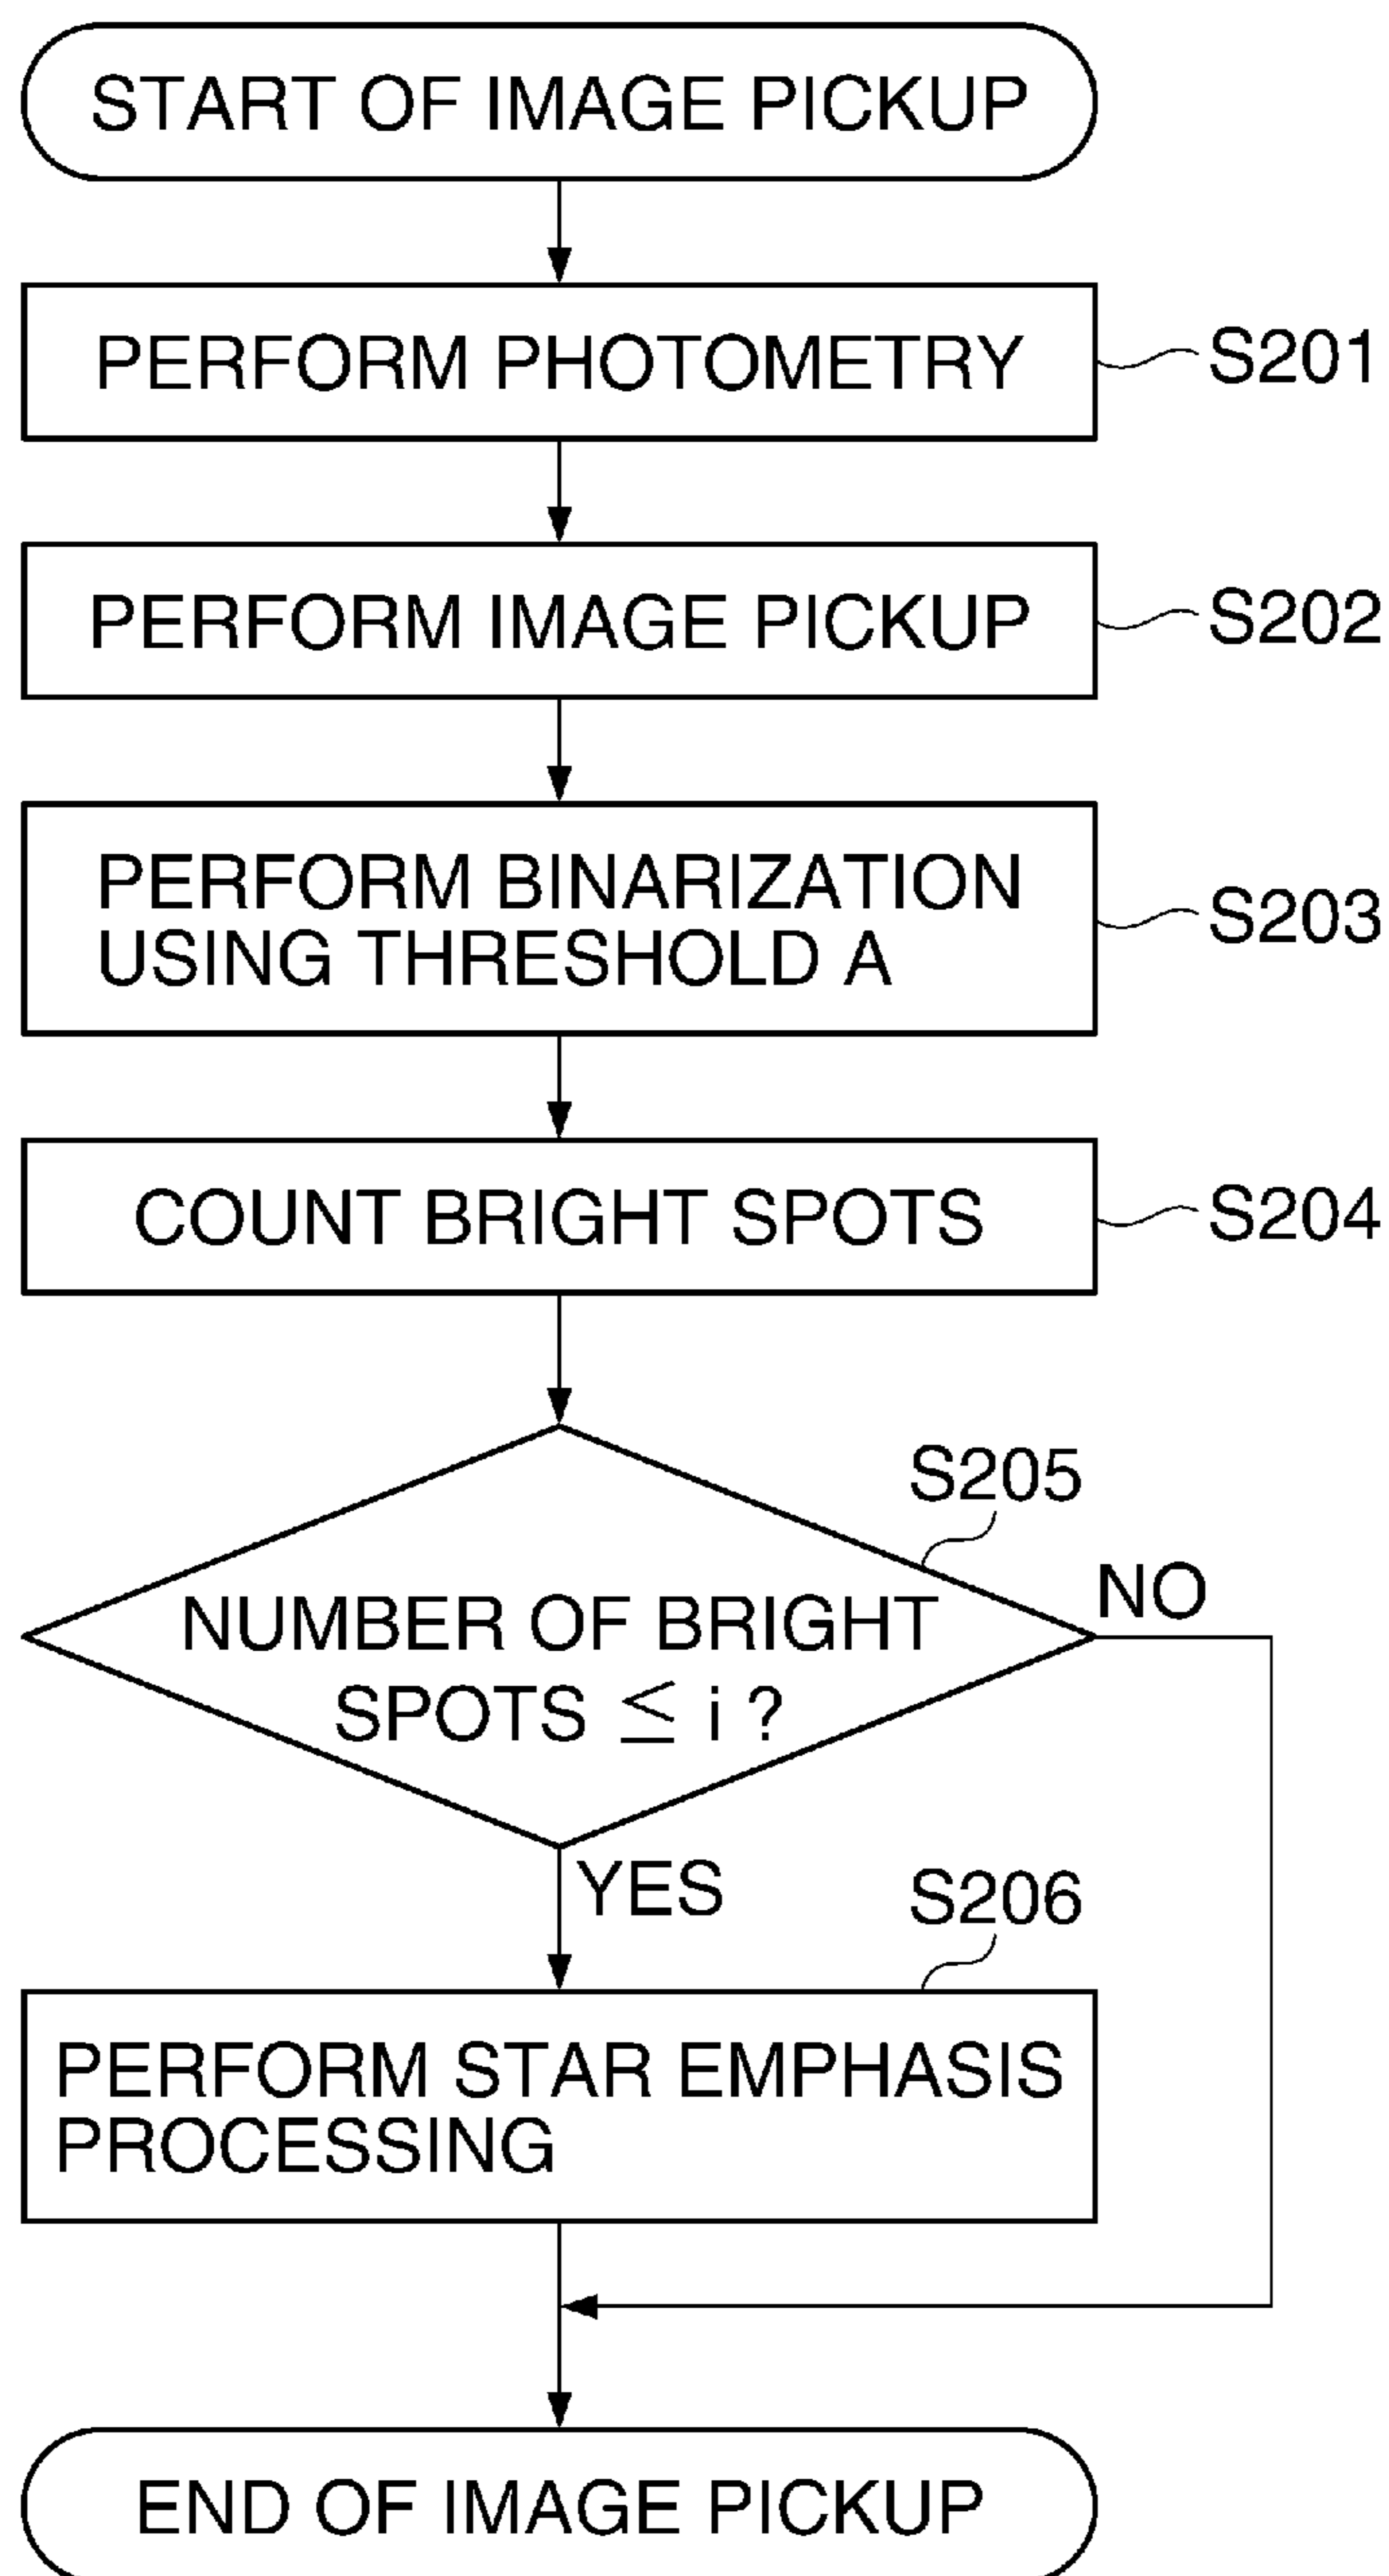 START OF IMAGE PICKUP
PERFORM PHOTOMETRY
S201
PERFORM IMAGE PICKUP
S202
PERFORM BINARIZATION
USING THRESHOLD A
S203
COUNT BRIGHT SPOTS
S204
S205
NUMBER OF BRIGHT
SPOTS ≦ i ?
NO
YES
S206
PERFORM STAR EMPHASIS
PROCESSING
END OF IMAGE PICKUP